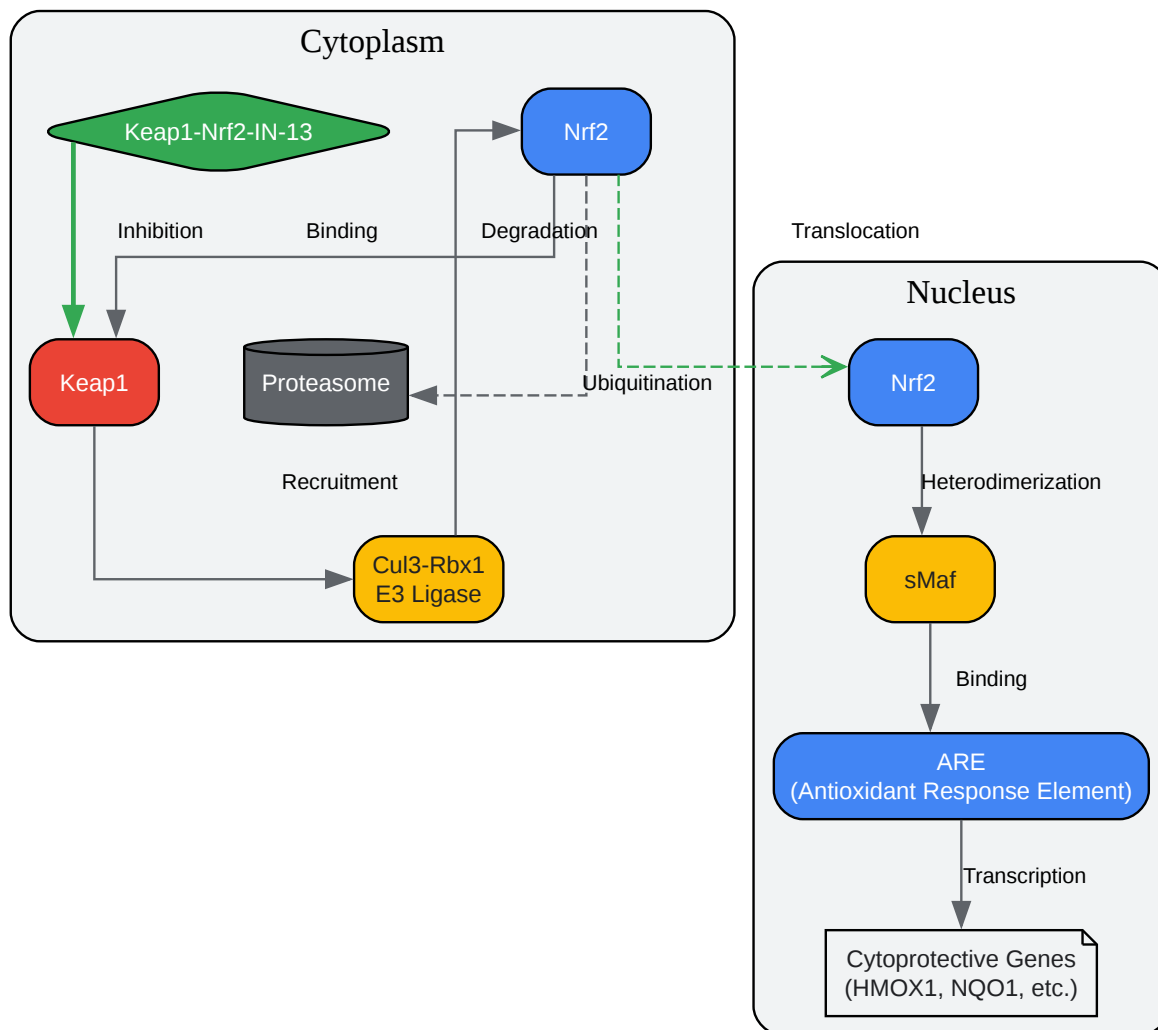 Cytoplasm
Keap1-Nrf2-IN-13
Nrf2
Inhibition
Binding
Degradation
Translocation
Nucleus
Keap1
Proteasome
Ubiquitination
Nrf2
Recruitment
Heterodimerization
Cul3-Rbx1
E3 Ligase
sMaf
Binding
ARE
(Antioxidant Response Element)
Transcription
Cytoprotective Genes
(HMOX1, NQO1, etc.)